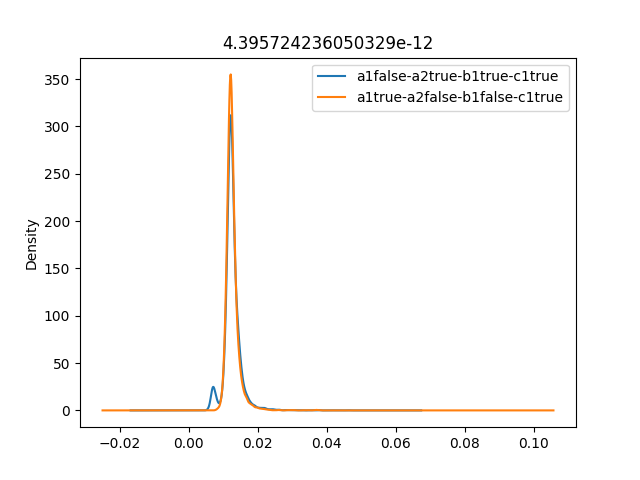 4.395724236050329e-12
a1false-a2true-b1true-c1true
a1true-a2false-b1false-c1true
Density
350
300
250
200
150
100
50
0
−0.02 0.00 0.02 0.04 0.06 0.08 0.10